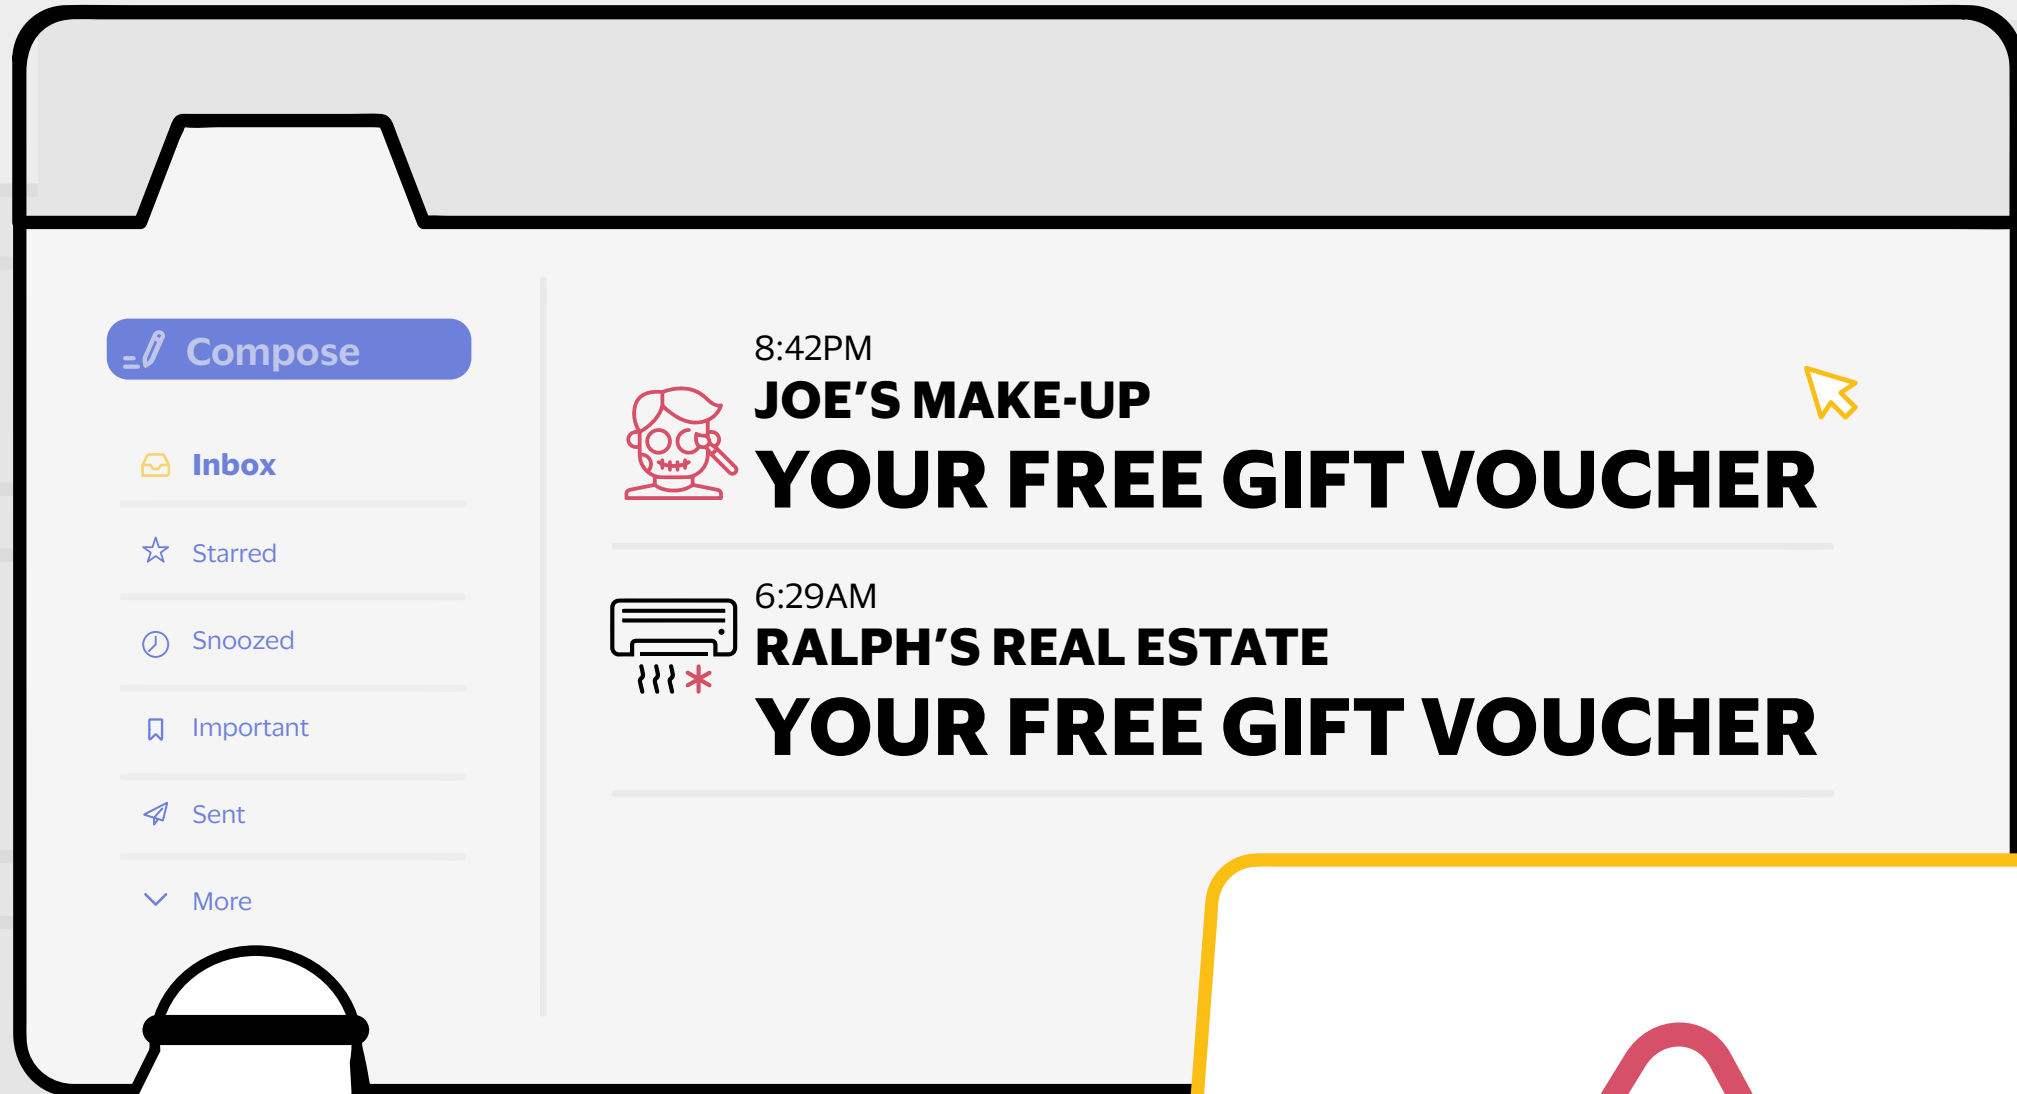 Compose
Inbox
Starred
Snoozed
Important
Sent
More
8:42PM
JOE’S MAKE-UP
YOUR FREE GIFT VOUCHER
6:29AM
RALPH’S REAL ESTATE
YOUR FREE GIFT VOUCHER